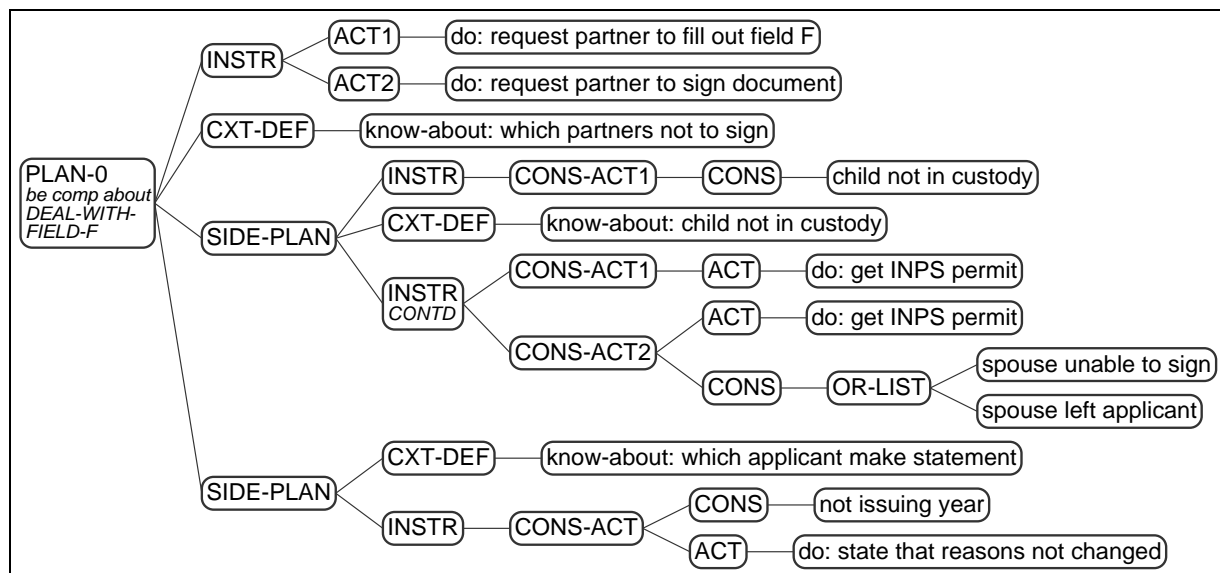 ACT1
do: request partner to fill out field F
INSTR
ACT2
do: request partner to sign document
CXT-DEF
know-about: which partners not to sign
PLAN-0
be comp about
DEAL-WITH-
FIELD-F
INSTR
CONS-ACT1
CONS
child not in custody
CXT-DEF
know-about: child not in custody
SIDE-PLAN
CONS-ACT1
ACT
do: get INPS permit
INSTR
CONTD
ACT
do: get INPS permit
CONS-ACT2
spouse unable to sign
CONS
OR-LIST
spouse left applicant
CXT-DEF
know-about: which applicant make statement
SIDE-PLAN
CONS
not issuing year
INSTR
CONS-ACT
ACT
do: state that reasons not changed